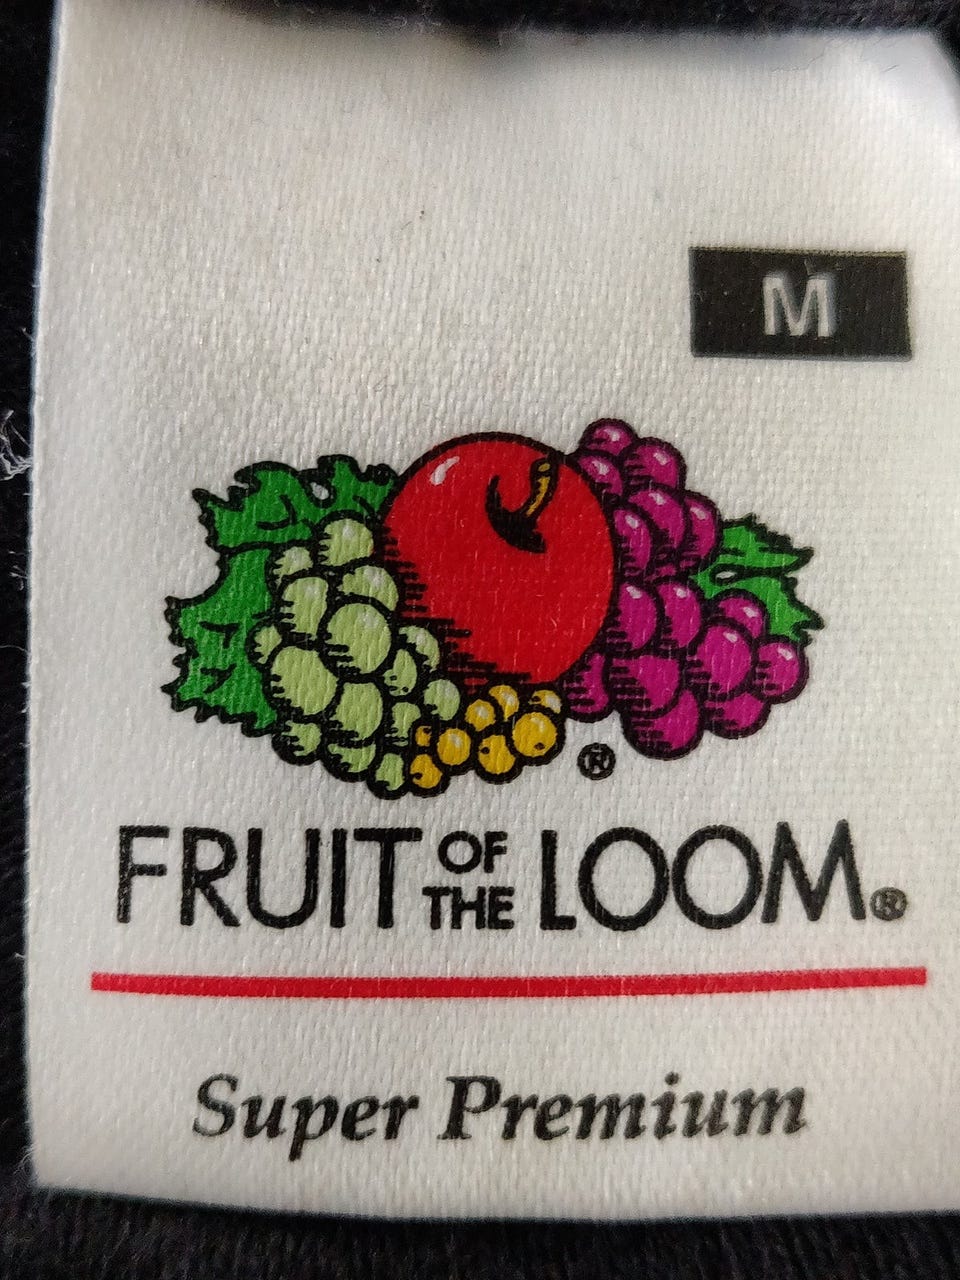 M
®
FRUIT OF THE LOOM®
Super Premium